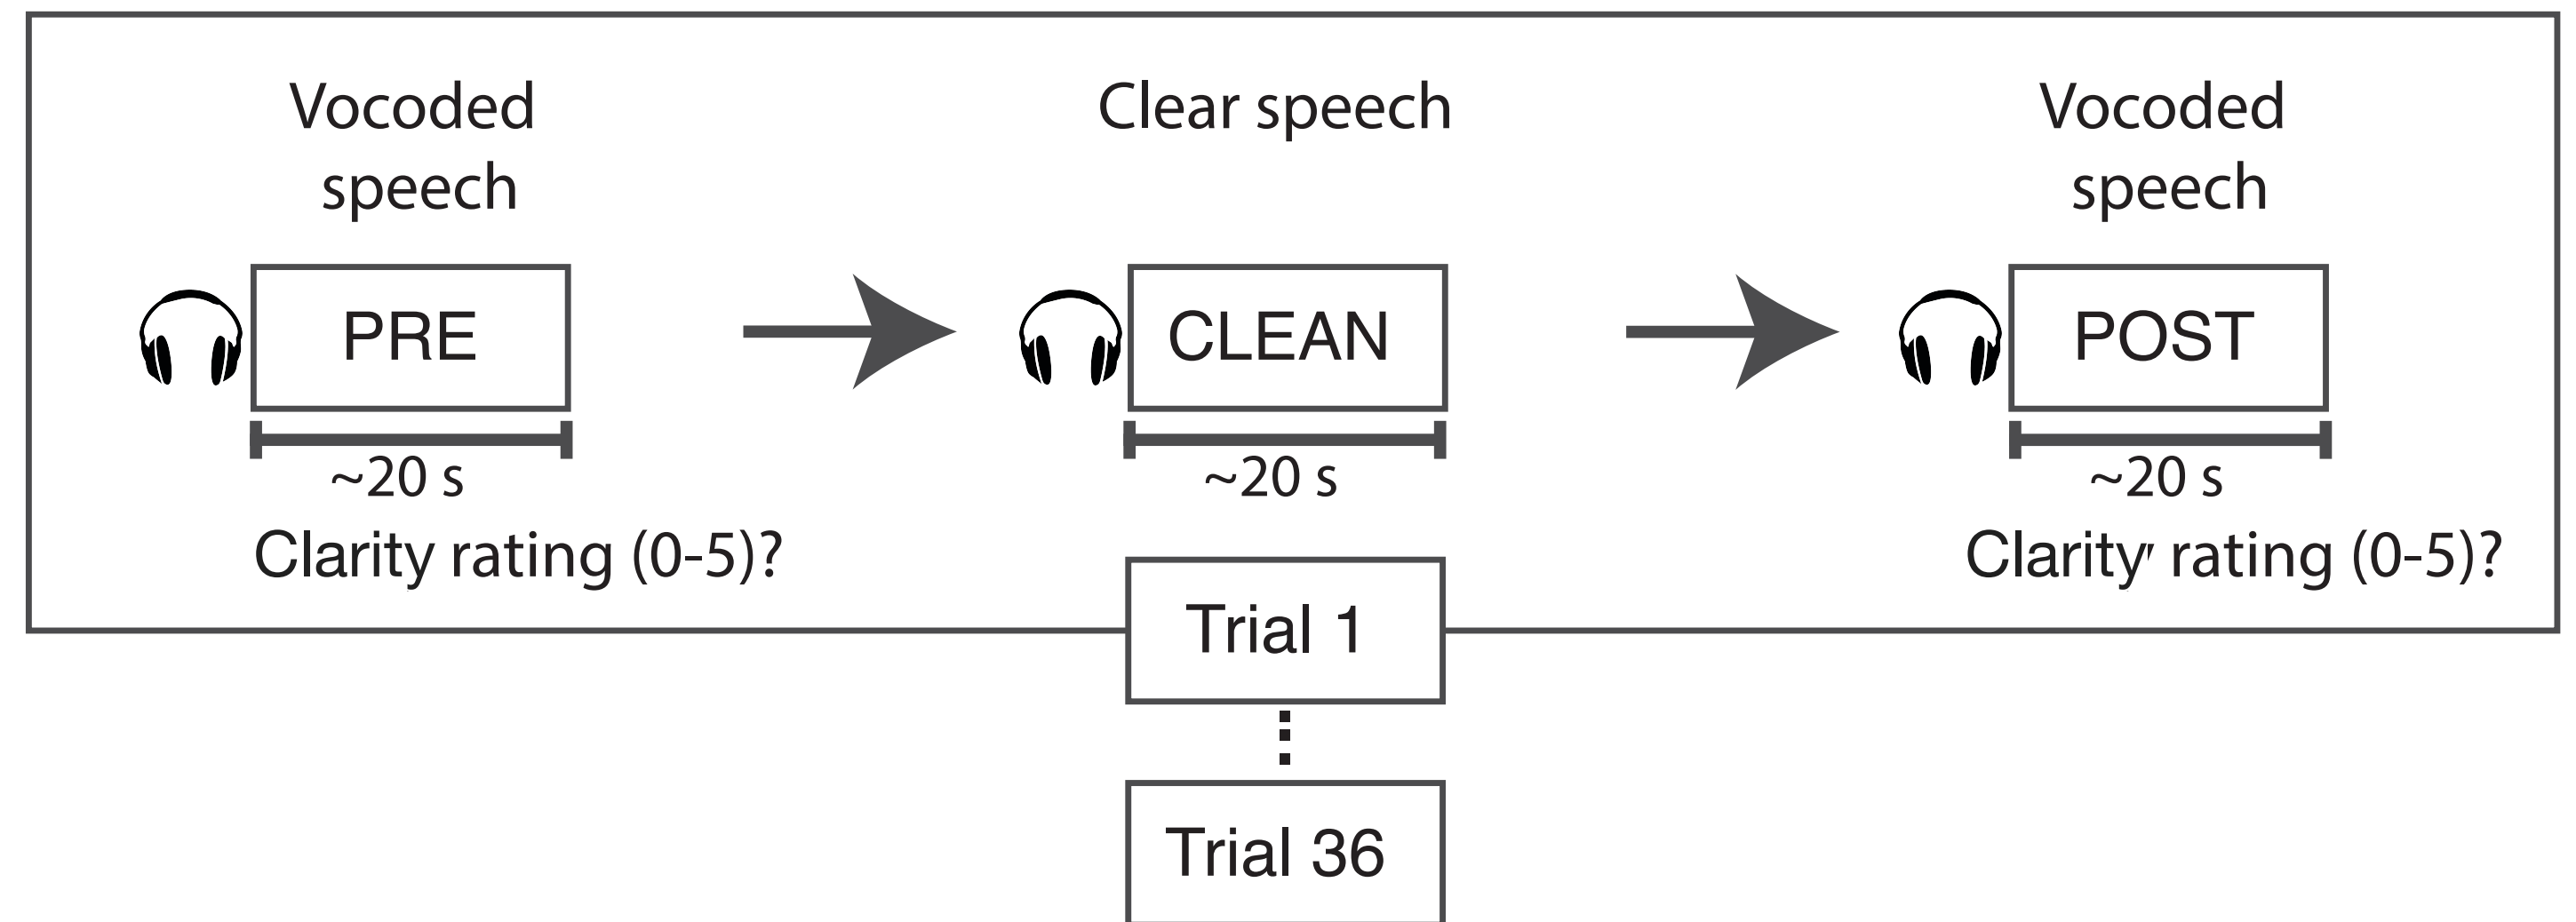 Vocoded
speech
Clear speech
Vocoded
speech
PRE
CLEAN
POST
~20 s
~20 s
~20 s
Clarity rating (0-5)?
Clarity rating (0-5)?
Trial 1
Trial 36